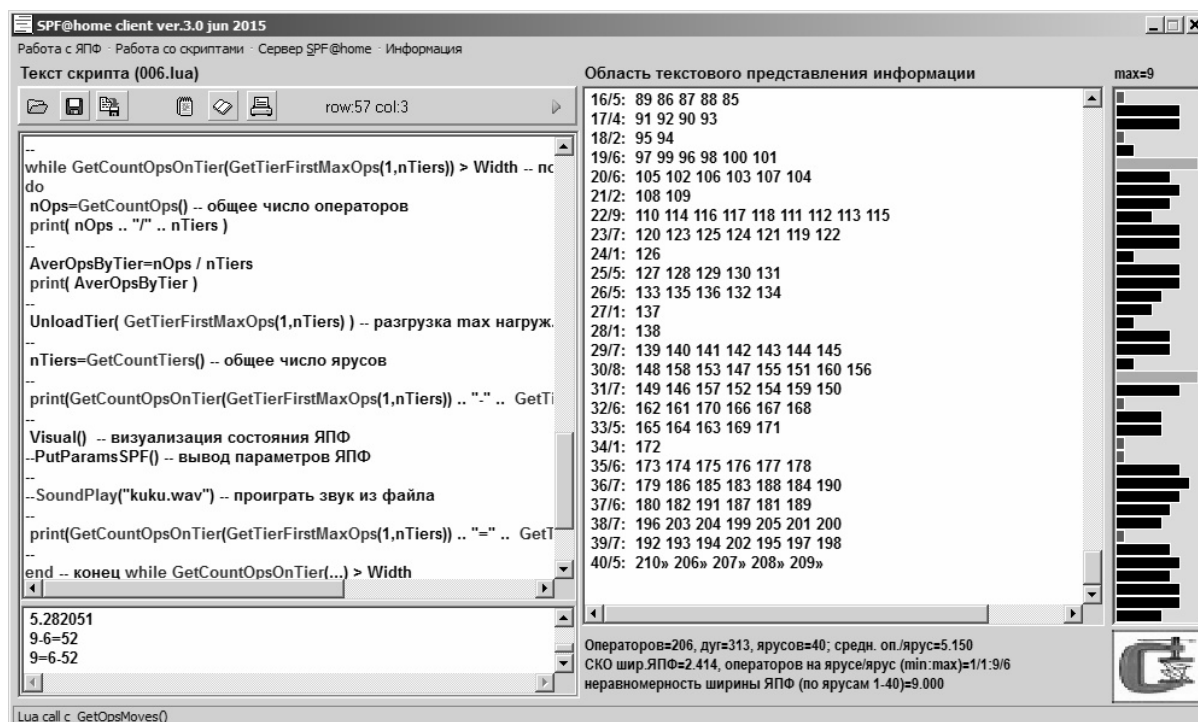 SPF@home client ver.3.0 jun 2015
Работа с ЯПФ · Работа со скриптами · Сервер SPF@home · Информация
Текст скрипта (006.lua)
row:57 col:3
--
while GetCountOpsOnTier(GetTierFirstMaxOps(1,nTiers)) > Width -- по
do
nOps=GetCountOps() -- общее число операторов
print( nOps .. "/" .. nTiers )
--
AverOpsByTier=nOps / nTiers
print( AverOpsByTier )
--
UnloadTier( GetTierFirstMaxOps(1,nTiers) ) -- разгрузка max нагруж.
--
nTiers=GetCountTiers() -- общее число ярусов
--
print(GetCountOpsOnTier(GetTierFirstMaxOps(1,nTiers)) .. "-" .. GetTi
--
Visual() -- визуализация состояния ЯПФ
--PutParamsSPF() -- вывод параметров ЯПФ
--
--SoundPlay("kuku.wav") -- проиграть звук из файла
--
print(GetCountOpsOnTier(GetTierFirstMaxOps(1,nTiers)) .. "=" .. GetT
--
end -- конец while GetCountOpsOnTier(...) > Width
5.282051
9-6=52
9=6-52
Область текстового представления информации
16/5: 89 86 87 88 85
17/4: 91 92 90 93
18/2: 95 94
19/6: 97 99 96 98 100 101
20/6: 105 102 106 103 107 104
21/2: 108 109
22/9: 110 114 116 117 118 111 112 113 115
23/7: 120 123 125 124 121 119 122
24/1: 126
25/5: 127 128 129 130 131
26/5: 133 135 136 132 134
27/1: 137
28/1: 138
29/7: 139 140 141 142 143 144 145
30/8: 148 158 153 147 155 151 160 156
31/7: 149 146 157 152 154 159 150
32/6: 162 161 170 166 167 168
33/5: 165 164 163 169 171
34/1: 172
35/6: 173 174 175 176 177 178
36/7: 179 186 185 183 188 184 190
37/6: 180 182 191 187 181 189
38/7: 196 203 204 199 205 201 200
39/7: 192 193 194 202 195 197 198
40/5: 210» 206» 207» 208» 209»
Операторов=206, дуг=313, ярусов=40; средн. оп./ярус=5.150
СКО шир.ЯПФ=2.414, операторов на ярусе/ярус (min:max)=1/1:9/6
неравномерность ширины ЯПФ (по ярусам 1-40)=9.000
max=9
Lua call c_GetOpsMoves()